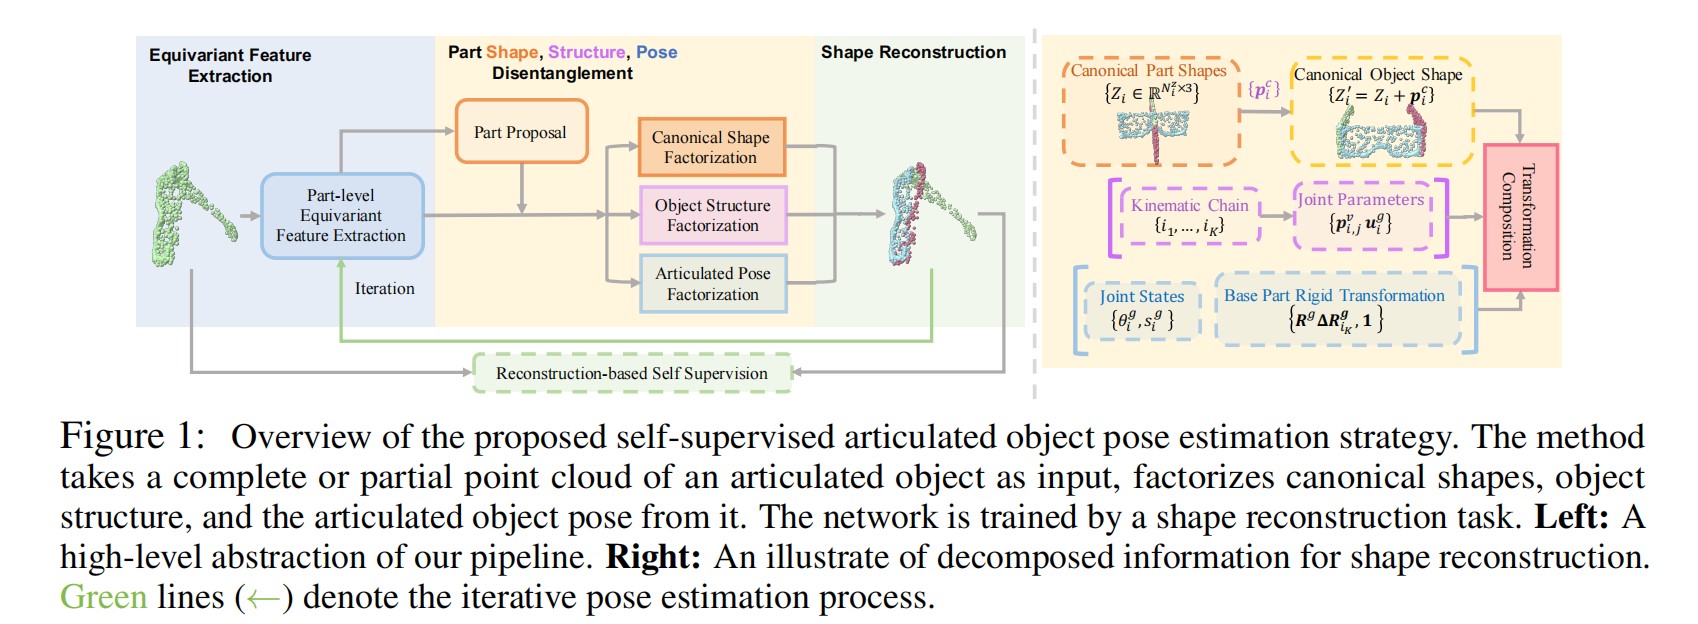 Equivariant Feature
Extraction
Part Shape, Structure, Pose
Disentanglement
Shape Reconstruction
Part Proposal
Part-level
Equivariant
Feature Extraction
Canonical Shape
Factorization
Object Structure
Factorization
Articulated Pose
Factorization
Iteration
Reconstruction-based Self Supervision
Canonical Part Shapes
{Z_i ∈ ℝ^{N_i^z×3}}
{p_i^c}
Canonical Object Shape
{Z_i′ = Z_i + p_i^c}
Kinematic Chain
{i_1, …, i_K}
Joint Parameters
{p_{i,j}^v u_i^g}
Joint States
{θ_i^g, s_i^g }
Base Part Rigid Transformation
{R^g ΔR_{i_K}^g, 1 }
Transformation
Composition
Figure 1: Overview of the proposed self-supervised articulated object pose estimation strategy. The method
takes a complete or partial point cloud of an articulated object as input, factorizes canonical shapes, object
structure, and the articulated object pose from it. The network is trained by a shape reconstruction task. Left: A
high-level abstraction of our pipeline. Right: An illustrate of decomposed information for shape reconstruction.
Green lines (←) denote the iterative pose estimation process.